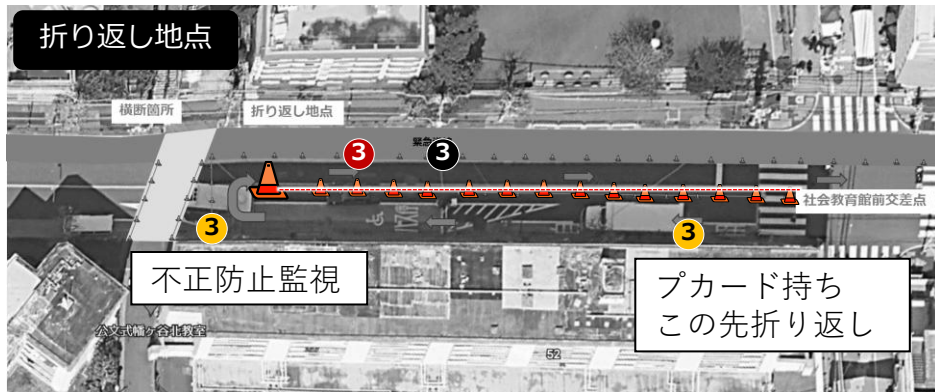 折り返し地点
横断箇所
折り返し地点
3
3
社会教育館前交差点
3
3
不正防止監視
プカード持ち
この先折り返し
公文式幡ヶ谷北教室
52